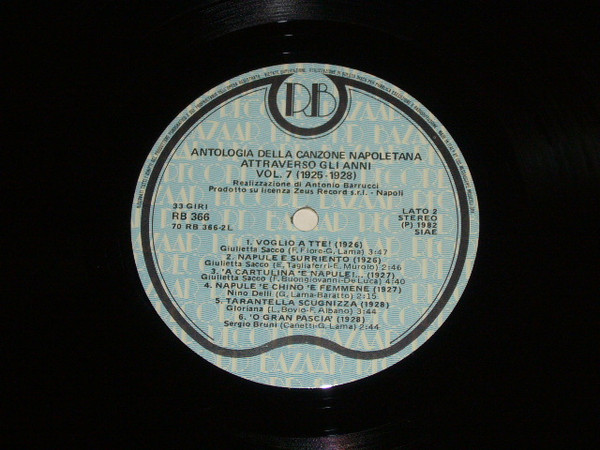 RB
ANTOLOGIA DELLA CANZONE NAPOLETANA
ATTRAVERSO GLI ANNI
VOL. 7 (1925-1928)
Realizzazione di Antonio Barrucci
Prodotto su licenza Zeus Record s.r.l. - Napoli
33 GIRI
RB 366
70 RB 366-2L
LATO 2
STEREO
(P) 1982
SIAE
1. VOGLIO A TTE! (1926)
Giulietta Sacco (F. Fiore-G. Lama) 3:47
2. NAPULE E SURRIENTO (1926)
Giulietta Sacco (E. Tagliaferri-E. Murolo) 2:46
3. 'A CARTULINA 'E NAPULE!... (1927)
Giulietta Sacco (F. Buongiovanni-De Luca) 4:40
4. NAPULE 'E CHINO 'E FEMMENE (1927)
Nino Delli (G. Lama-Baratto) 2:15
5. TARANTELLA SCUGNIZZA (1928)
Gloriana (L. Bovio-F. Albano) 3:44
6. 'O GRAN PASCIA' (1928)
Sergio Bruni (Canetti-G. Lama) 2:44
RECORD BAZAAR